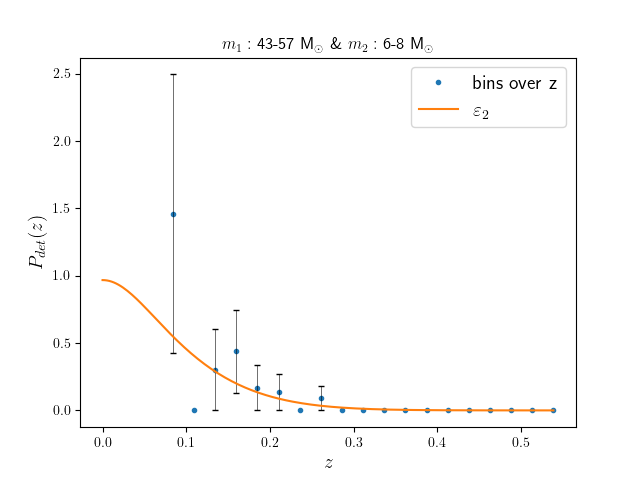 m₁ : 43-57 M⊙ & m₂ : 6-8 M⊙
bins over z
ε₂
P_det(z)
2.5
2.0
1.5
1.0
0.5
0.0
0.0 0.1 0.2 0.3 0.4 0.5
z